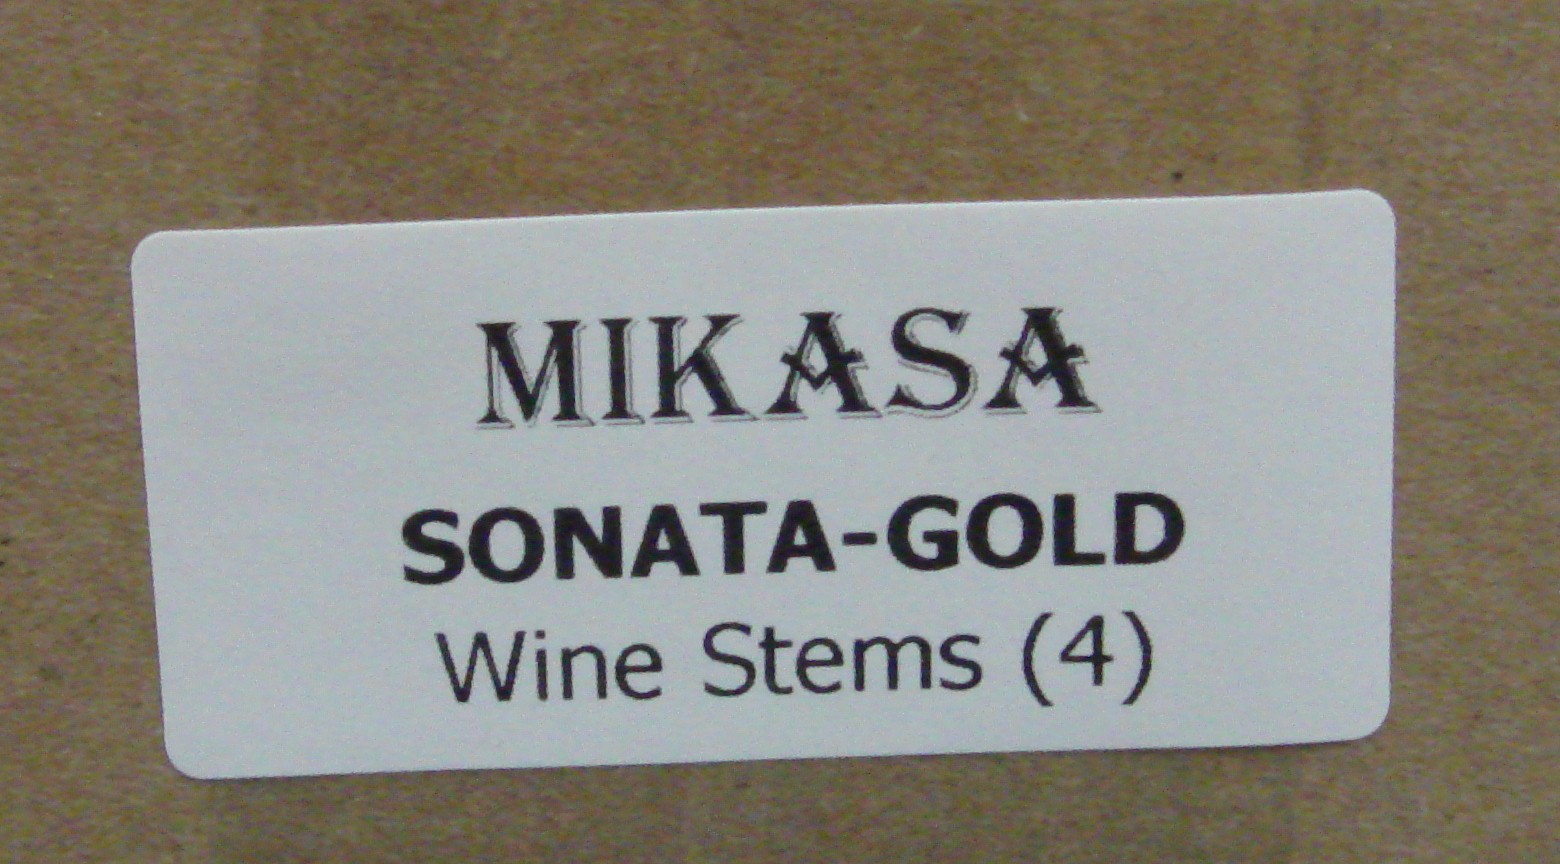 MIKASA
SONATA-GOLD
Wine Stems (4)